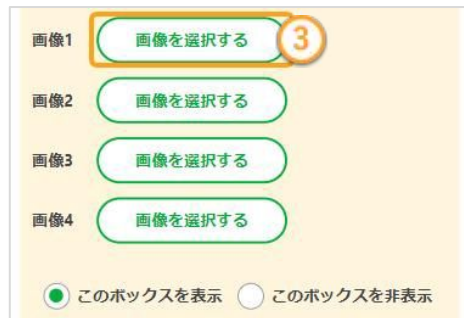 画像1 画像を選択する 3
画像2 画像を選択する
画像3 画像を選択する
画像4 画像を選択する
このボックスを表示 このボックスを非表示